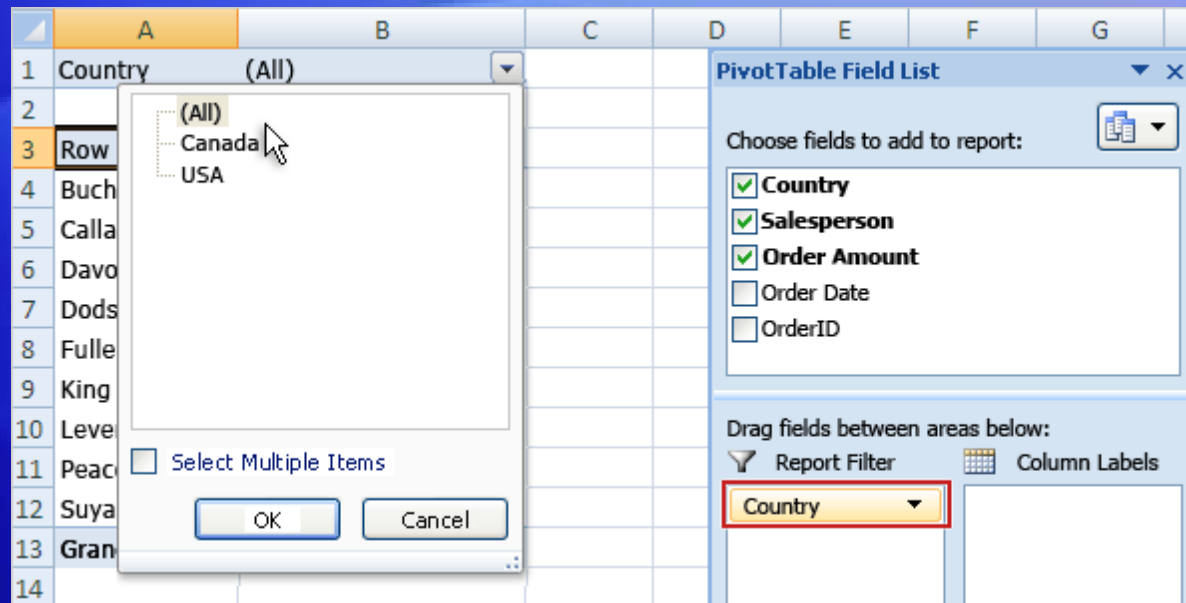 A B C D E F G
1 Country (All)
2
3 Row
4 Buch
5 Calla
6 Davo
7 Dods
8 Fulle
9 King
10 Leve
11 Peac
12 Suya
13 Gran
14
(All)
Canada
USA
Select Multiple Items
OK Cancel
PivotTable Field List
Choose fields to add to report:
Country
Salesperson
Order Amount
Order Date
OrderID
Drag fields between areas below:
Report Filter Column Labels
Country